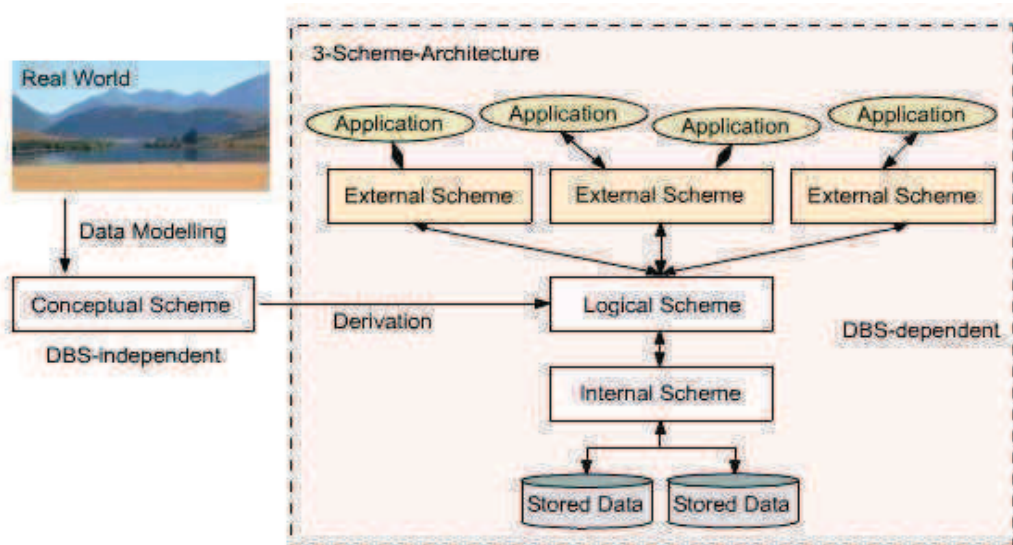 3-Scheme-Architecture
Real World
Application
Application
Application
Application
External Scheme
External Scheme
External Scheme
Data Modelling
Conceptual Scheme
Derivation
Logical Scheme
DBS-dependent
DBS-independent
Internal Scheme
Stored Data
Stored Data